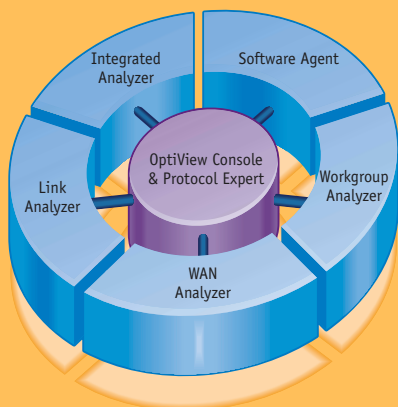 Integrated
Analyzer
Software Agent
OptiView Console
& Protocol Expert
Link
Analyzer
Workgroup
Analyzer
WAN
Analyzer